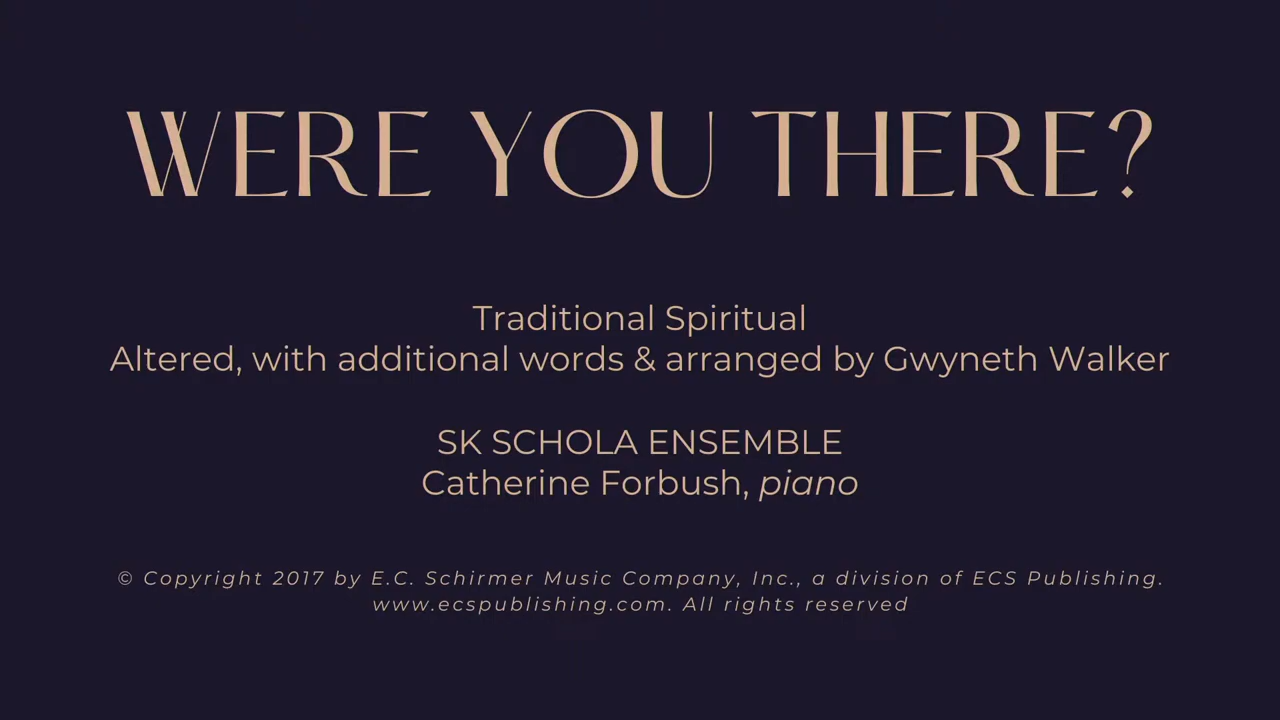 WERE YOU THERE?
Traditional Spiritual
Altered, with additional words & arranged by Gwyneth Walker
SK SCHOLA ENSEMBLE
Catherine Forbush, piano
© Copyright 2017 by E.C. Schirmer Music Company, Inc., a division of ECS Publishing.
www.ecspublishing.com. All rights reserved